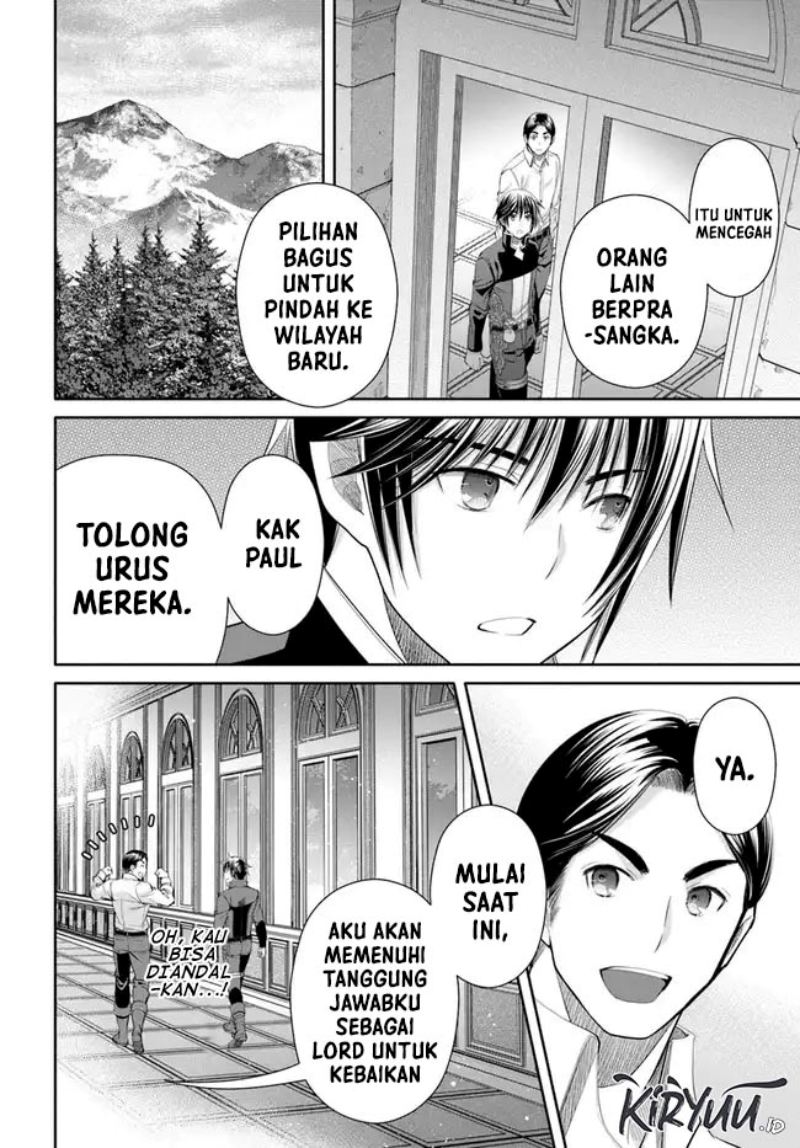 ITU UNTUK
MENCEGAH
ORANG
LAIN
BERPRA
-SANGKA.
PILIHAN
BAGUS
UNTUK
PINDAH KE
WILAYAH
BARU.
KAK
PAUL
TOLONG
URUS
MEREKA.
YA.
MULAI
SAAT
INI,
AKU AKAN
MEMENUHI
TANGGUNG
JAWABKU
SEBAGAI
LORD UNTUK
KEBAIKAN
OH, KAU
BISA
DIANDAL
-KAN...!
KIRYUU.ID